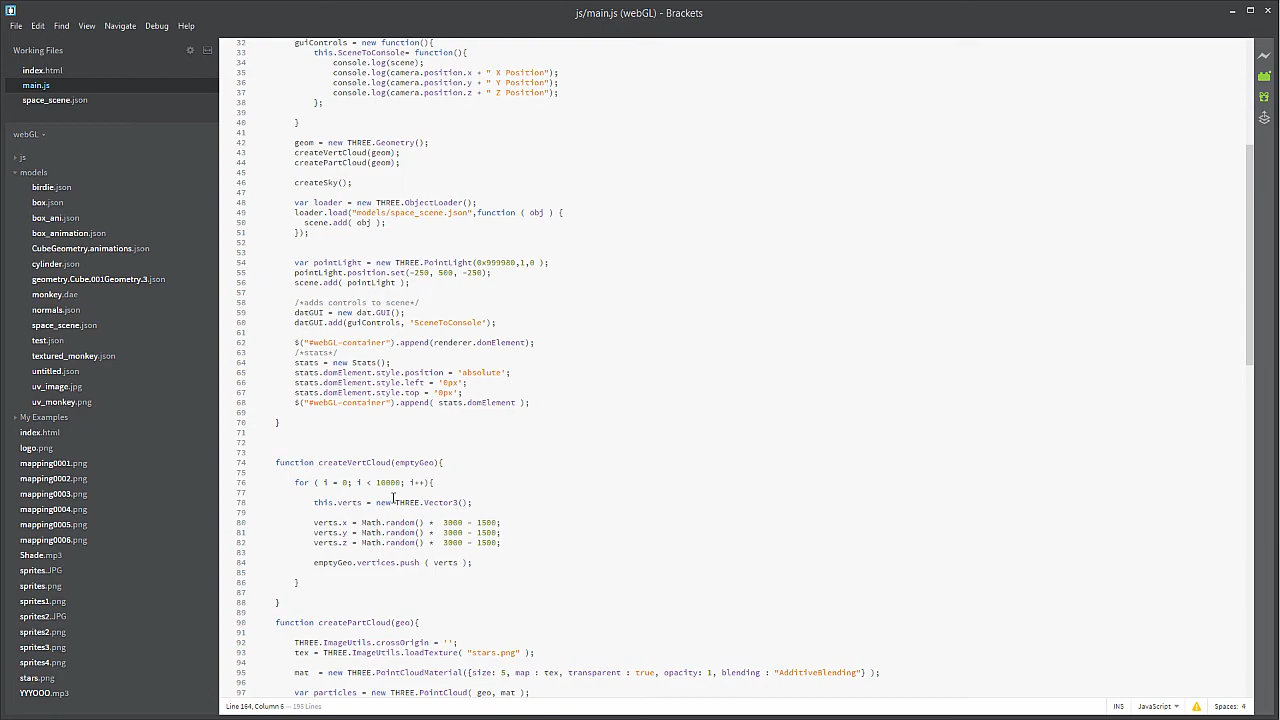 js/main.js (webGL) - Brackets
File Edit Find View Navigate Debug Help
Working Files
index.html
main.js
space_scene.json
webGL
js
models
birdie.json
box.json
box_ani.json
box_animation.json
CubeGeometry.animations.json
cylinder.json
geometry.Cube.001Geometry.3.json
monkey.dae
normals.json
space_scene.json
test.json
textured_monkey.json
untitled.json
uv_image.jpg
uv_monkey.png
My Examples
index.html
logo.png
mapping0001.png
mapping0002.png
mapping0003.png
mapping0004.png
mapping0005.png
mapping0006.png
Shade.mp3
sprites.JPG
sprites.png
sprites1.png
sprites2.JPG
sprites2.png
sprites3.png
sprites4.png
stars.png
YYYOOO.mp3
32 guiControls = new function(){
33 this.SceneToConsole= function(){
34 console.log(scene);
35 console.log(camera.position.x + " X Position");
36 console.log(camera.position.y + " Y Position");
37 console.log(camera.position.z + " Z Position");
38 };
39
40 }
41
42 geom = new THREE.Geometry();
43 createVertCloud(geom);
44 createPartCloud(geom);
45
46 createSky();
47
48 var loader = new THREE.ObjectLoader();
49 loader.load("models/space_scene.json",function ( obj ) {
50 scene.add( obj );
51 });
52
53
54 var pointLight = new THREE.PointLight(0x999980,1,0 );
55 pointLight.position.set(-250, 500, -250);
56 scene.add( pointLight );
57
58 /*adds controls to scene*/
59 datGUI = new dat.GUI();
60 datGUI.add(guiControls, 'SceneToConsole');
61
62 $("#webGL-container").append(renderer.domElement);
63 /*stats*/
64 stats = new Stats();
65 stats.domElement.style.position = 'absolute';
66 stats.domElement.style.left = '0px';
67 stats.domElement.style.top = '0px';
68 $("#webGL-container").append( stats.domElement );
69
70 }
71
72
73
74 function createVertCloud(emptyGeo){
75
76 for ( i = 0; i < 10000; i++){
77
78 this.verts = new THREE.Vector3();
79
80 verts.x = Math.random() * 3000 - 1500;
81 verts.y = Math.random() * 3000 - 1500;
82 verts.z = Math.random() * 3000 - 1500;
83
84 emptyGeo.vertices.push ( verts );
85
86 }
87
88 }
89
90 function createPartCloud(geo){
91
92 THREE.ImageUtils.crossOrigin = '';
93 tex = THREE.ImageUtils.loadTexture( "stars.png" );
94
95 mat = new THREE.PointCloudMaterial({size: 5, map : tex, transparent : true, opacity: 1, blending : "AdditiveBlending"} );
96
97 var particles = new THREE.PointCloud( geo, mat );
Line 164, Column 6 — 195 Lines INS JavaScript Spaces: 4